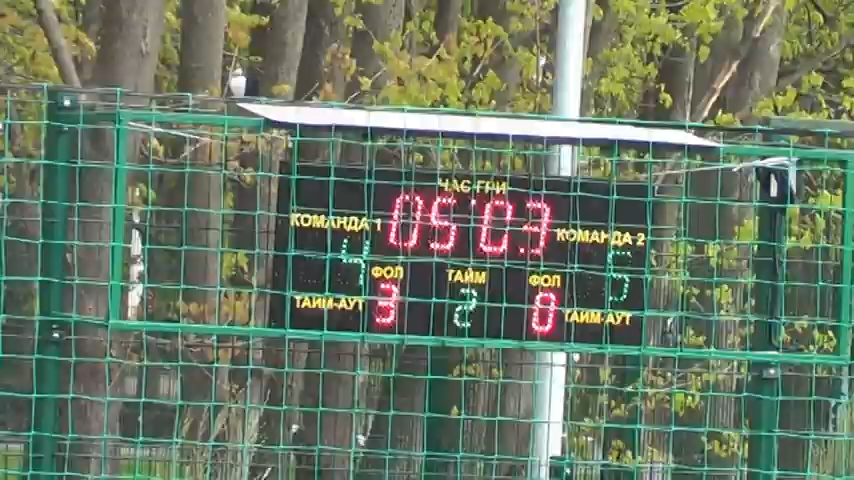 ЧАС ГРИ
КОМАНДА 1 05:03 КОМАНДА 2
4 5
ФОЛ ТАЙМ ФОЛ
ТАЙМ-АУТ 3 2 0 ТАЙМ-АУТ